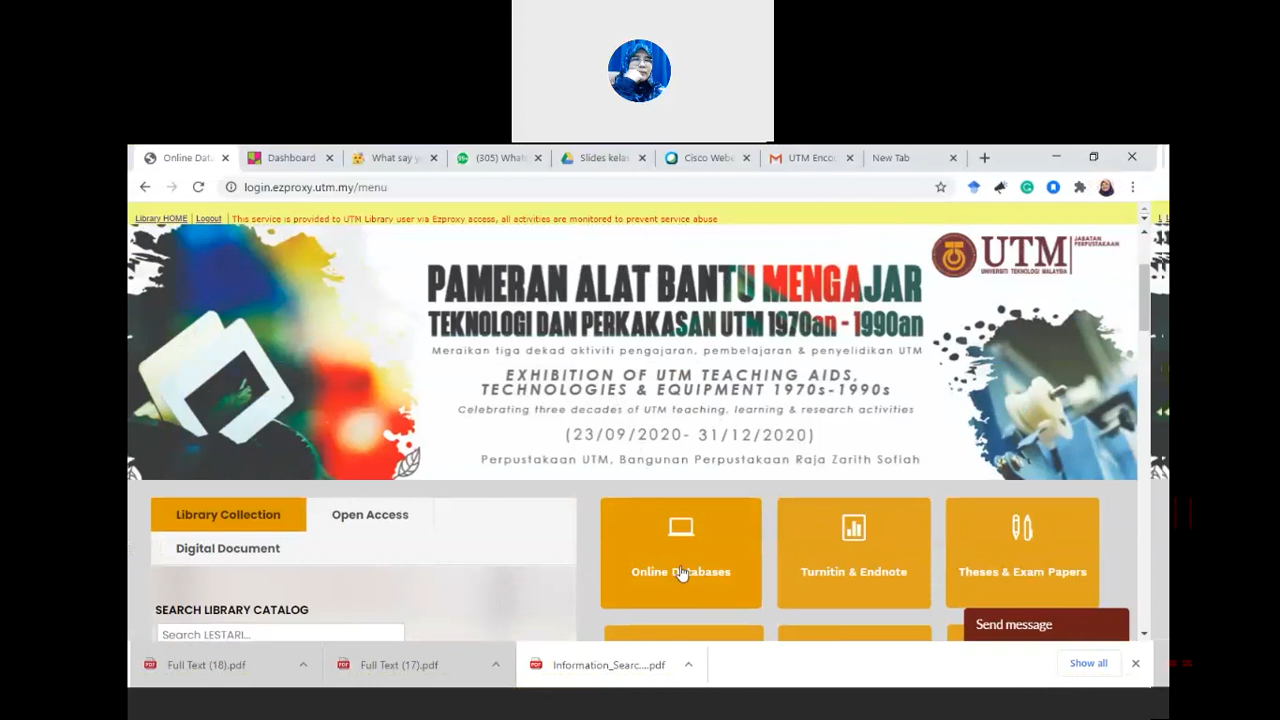 Online Dat
Dashboard
What say y
(305) What
Slides kelas
Cisco Webe
UTM Enco
New Tab
login.ezproxy.utm.my/menu
Library HOME Logout This service is provided to UTM Library user via Ezproxy access, all activities are monitored to prevent service abuse
UTM
JABATAN
PERPUSTAKAAN
UNIVERSITI TEKNOLOGI MALAYSIA
PAMERAN ALAT BANTU MENGAJAR
TEKNOLOGI DAN PERKAKASAN UTM 1970an - 1990an
Meraikan tiga dekad aktiviti pengajaran, pembelajaran & penyelidikan UTM
EXHIBITION OF UTM TEACHING AIDS,
TECHNOLOGIES & EQUIPMENT 1970s-1990s
Celebrating three decades of UTM teaching, learning & research activities
(23/09/2020- 31/12/2020)
Perpustakaan UTM, Bangunan Perpustakaan Raja Zarith Sofiah
Library Collection
Open Access
Digital Document
SEARCH LIBRARY CATALOG
Search LESTARI...
Online Databases
Turnitin & Endnote
Theses & Exam Papers
Send message
Full Text (18).pdf
Full Text (17).pdf
Information_Searc....pdf
Show all